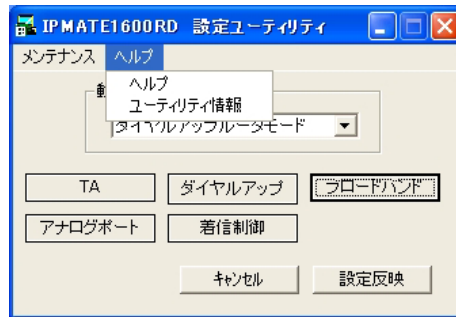 IPMATE1600RD 設定ユーティリティ
メンテナンス ヘルプ
ヘルプ
ユーティリティ情報
ダイヤルアップルータモード
TA ダイヤルアップ ブロードバンド
アナログポート 着信制御
キャンセル 設定反映